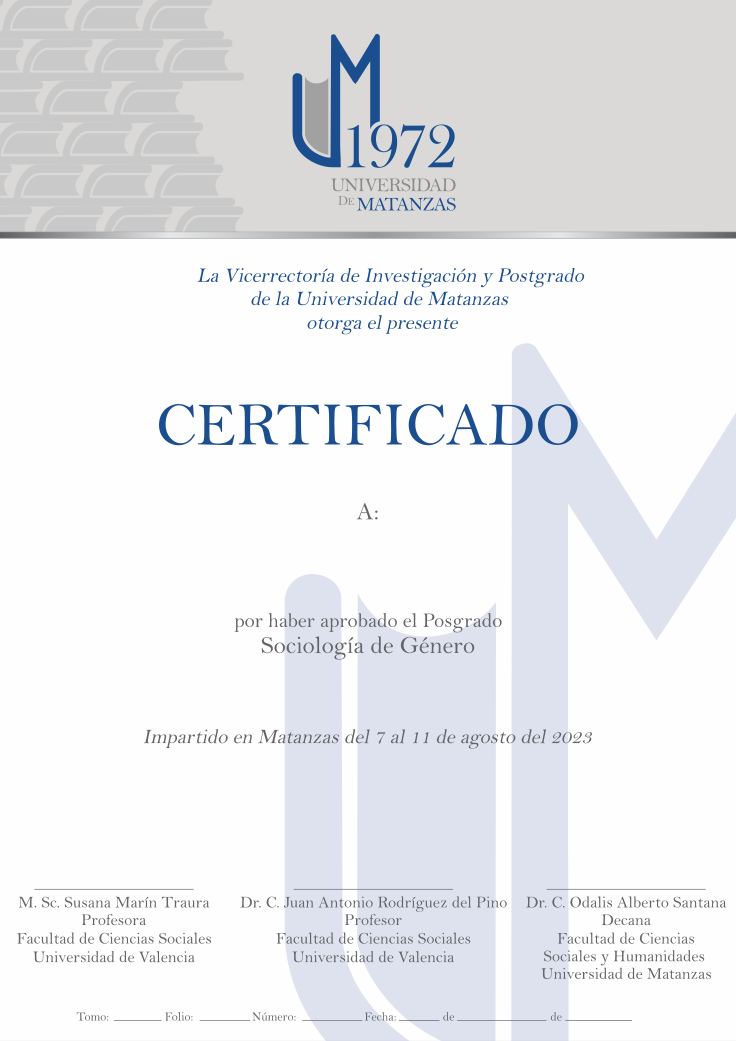 M
1972
UNIVERSIDAD
DE MATANZAS
La Vicerrectoría de Investigación y Postgrado
de la Universidad de Matanzas
otorga el presente
CERTIFICADO
A:
por haber aprobado el Posgrado
Sociología de Género
Impartido en Matanzas del 7 al 11 de agosto del 2023
M. Sc. Susana Marín Traura
Profesora
Facultad de Ciencias Sociales
Universidad de Valencia
Dr. C. Juan Antonio Rodríguez del Pino
Profesor
Facultad de Ciencias Sociales
Universidad de Valencia
Dr. C. Odalis Alberto Santana
Decana
Facultad de Ciencias
Sociales y Humanidades
Universidad de Matanzas
Tomo: ________ Folio: ________ Número: __________ Fecha: _______ de _______________ de ___________